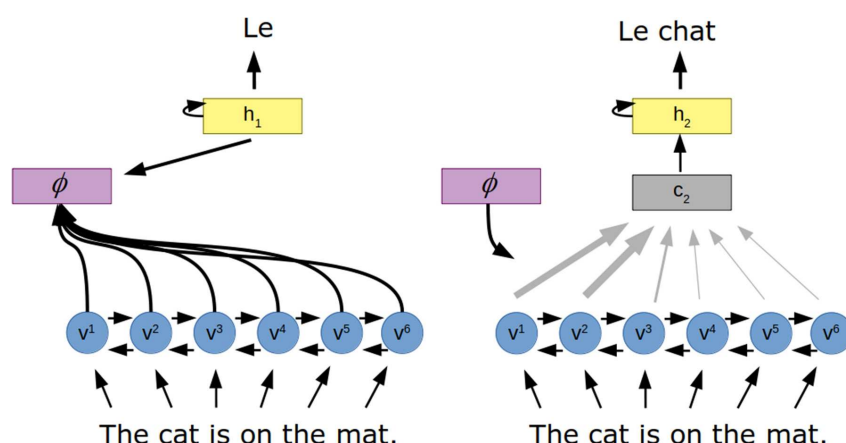 Le
h1
ϕ
v1 v2 v3 v4 v5 v6
The cat is on the mat.
Le chat
h2
ϕ
c2
v1 v2 v3 v4 v5 v6
The cat is on the mat.